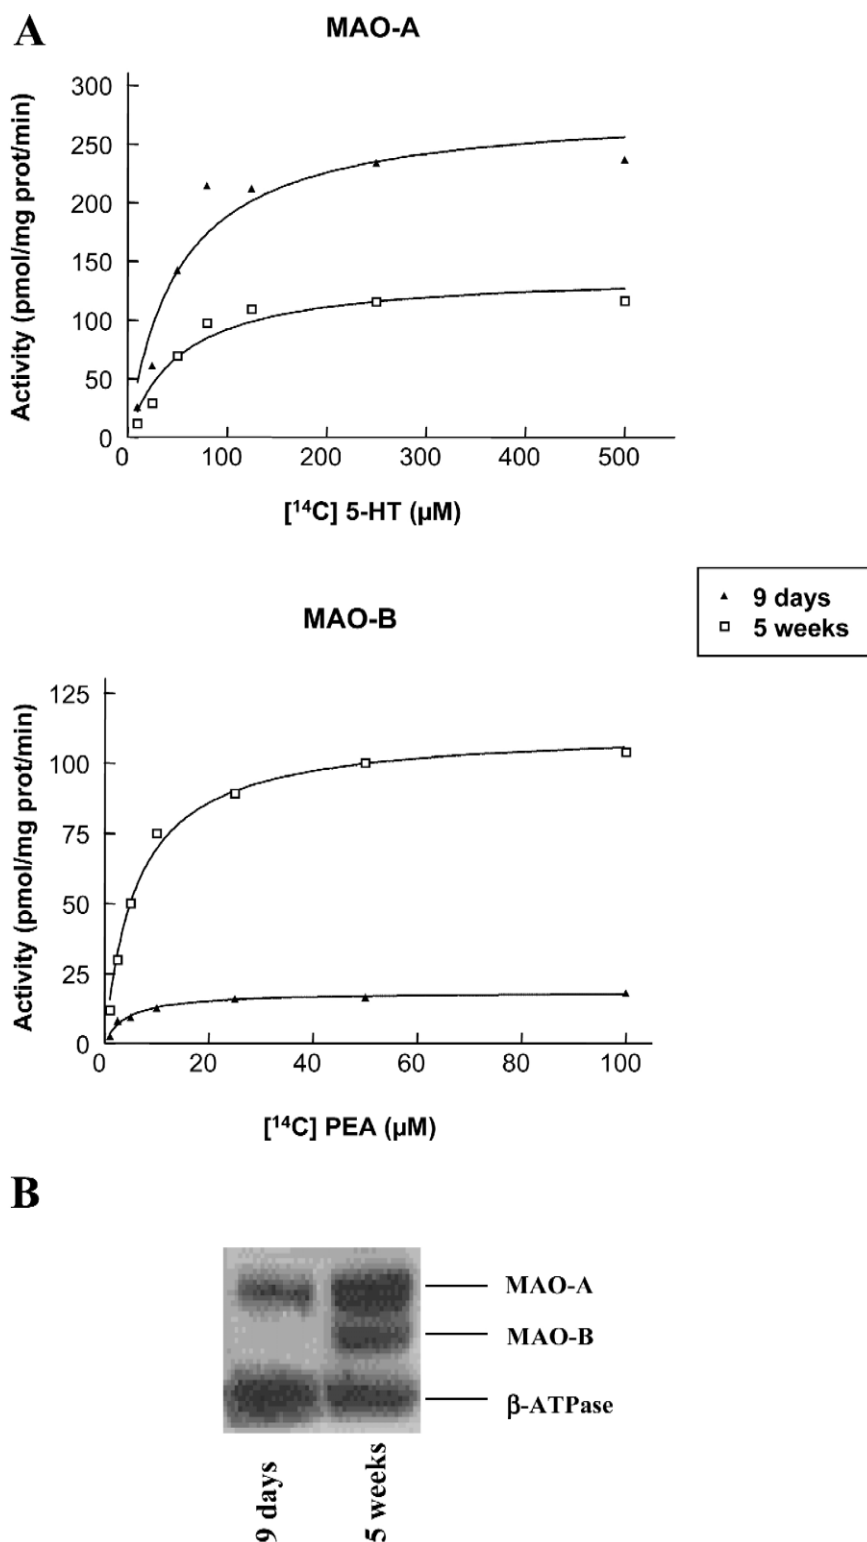 A
MAO-A
Activity (pmol/mg prot/min)
300
250
200
150
100
50
0
0 100 200 300 400 500
[¹⁴C] 5-HT (µM)
9 days
5 weeks
MAO-B
Activity (pmol/mg prot/min)
125
100
75
50
25
0
0 20 40 60 80 100
[¹⁴C] PEA (µM)
B
MAO-A
MAO-B
β-ATPase
9 days
5 weeks